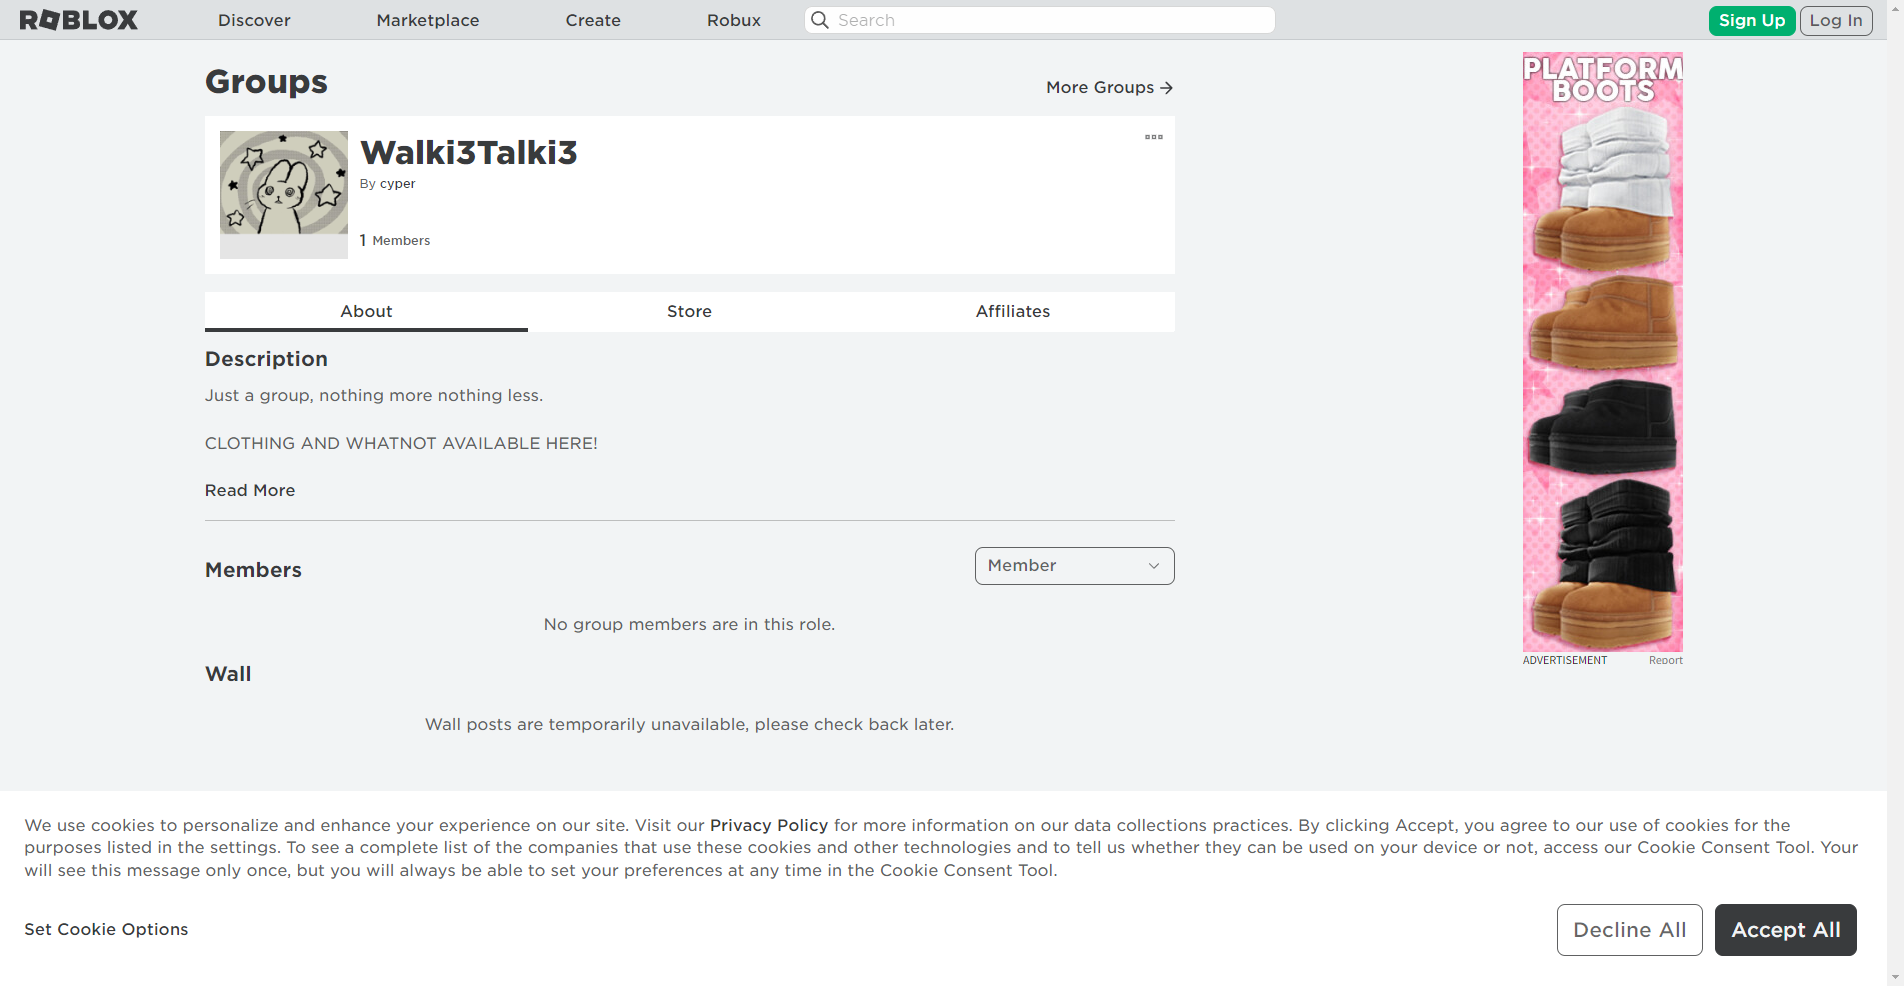 ROBLOX
Discover
Marketplace
Create
Robux
Search
Sign Up
Log In
Groups
More Groups →
Walki3Talki3
By cyper
1 Members
About
Store
Affiliates
Description
Just a group, nothing more nothing less.
CLOTHING AND WHATNOT AVAILABLE HERE!
Read More
Members
Member
No group members are in this role.
Wall
Wall posts are temporarily unavailable, please check back later.
PLATFORM
BOOTS
ADVERTISEMENT
Report
We use cookies to personalize and enhance your experience on our site. Visit our Privacy Policy for more information on our data collections practices. By clicking Accept, you agree to our use of cookies for the
purposes listed in the settings. To see a complete list of the companies that use these cookies and other technologies and to tell us whether they can be used on your device or not, access our Cookie Consent Tool. Your
will see this message only once, but you will always be able to set your preferences at any time in the Cookie Consent Tool.
Set Cookie Options
Decline All
Accept All